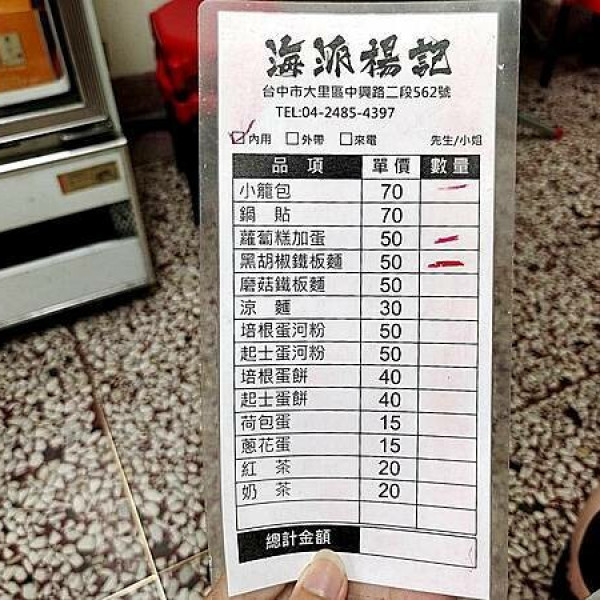 海派楊記
台中市大里區中興路二段562號
TEL:04-2485-4397
☑內用 □外帶 □來電 先生/小姐
品 項 單價 數量
小籠包 70 一
鍋 貼 70
蘿蔔糕加蛋 50 一
黑胡椒鐵板麵 50 一
磨菇鐵板麵 50
涼 麵 30
培根蛋河粉 50
起士蛋河粉 50
培根蛋餅 40
起士蛋餅 40
荷包蛋 15
蔥花蛋 15
紅 茶 20
奶 茶 20
總計金額